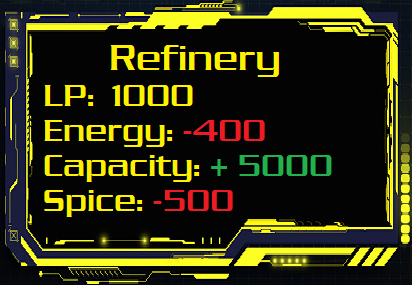 Refinery
LP: 1000
Energy: -400
Capacity: + 5000
Spice: -500